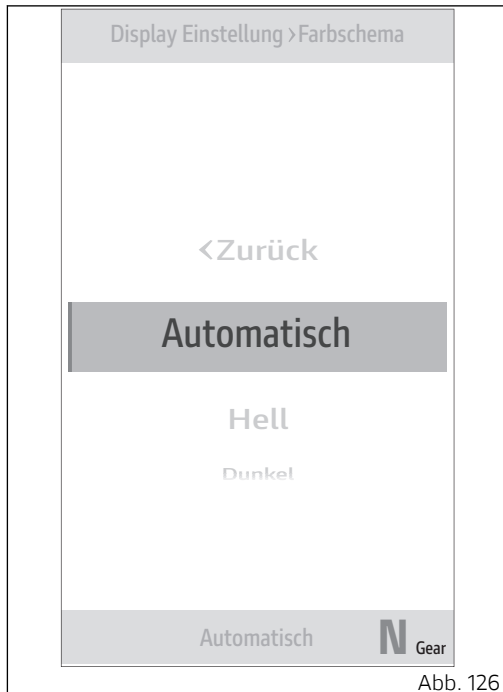 Display Einstellung ›Farbschema
‹Zurück
Automatisch
Hell
Dunkel
Automatisch N Gear
Abb. 126